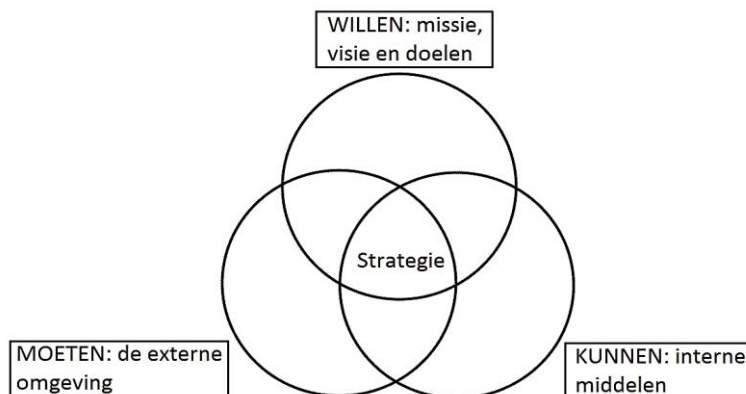 WILLEN: missie,
visie en doelen
Strategie
MOETEN: de externe
omgeving
KUNNEN: interne
middelen